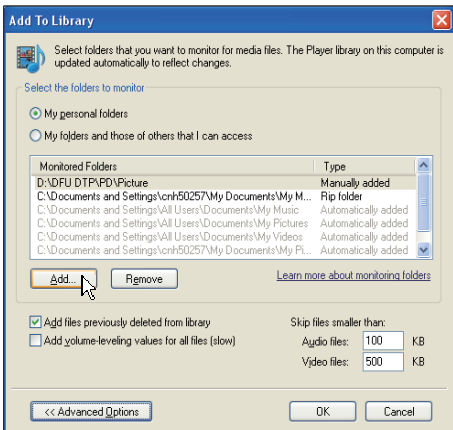 Add To Library
Select folders that you want to monitor for media files. The Player library on this computer is
updated automatically to reflect changes.
Select the folders to monitor
My personal folders
My folders and those of others that I can access
Monitored Folders Type
D:\DFU DTP\PD\Picture Manually added
C:\Documents and Settings\cnh50257\My Documents\My M... Rip folder
C:\Documents and Settings\All Users\Documents\My Music Automatically added
C:\Documents and Settings\All Users\Documents\My Pictures Automatically added
C:\Documents and Settings\All Users\Documents\My Videos Automatically added
C:\Documents and Settings\cnh50257\My Documents\My Pi... Automatically added
Add... Remove Learn more about monitoring folders
Add files previously deleted from library Skip files smaller than:
Add volume-leveling values for all files (slow) Audio files: 100 KB
Video files: 500 KB
<< Advanced Options OK Cancel